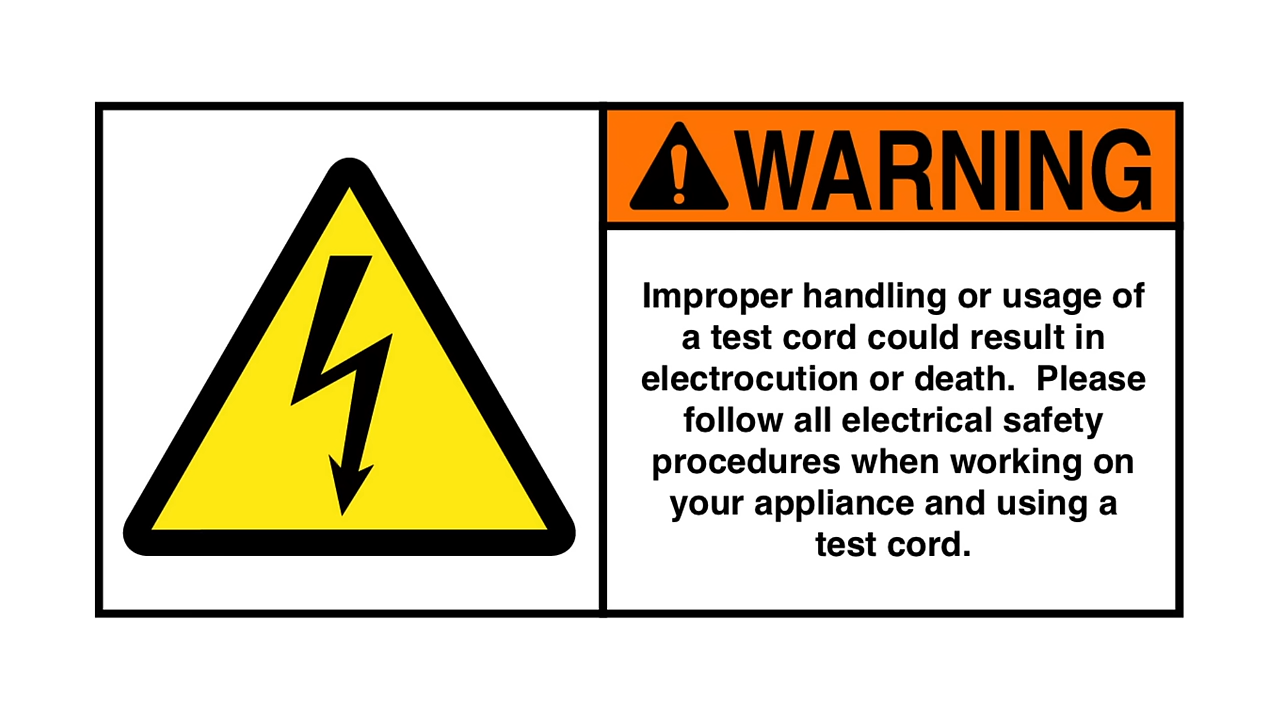 WARNING
Improper handling or usage of
a test cord could result in
electrocution or death.  Please
follow all electrical safety
procedures when working on
your appliance and using a
test cord.